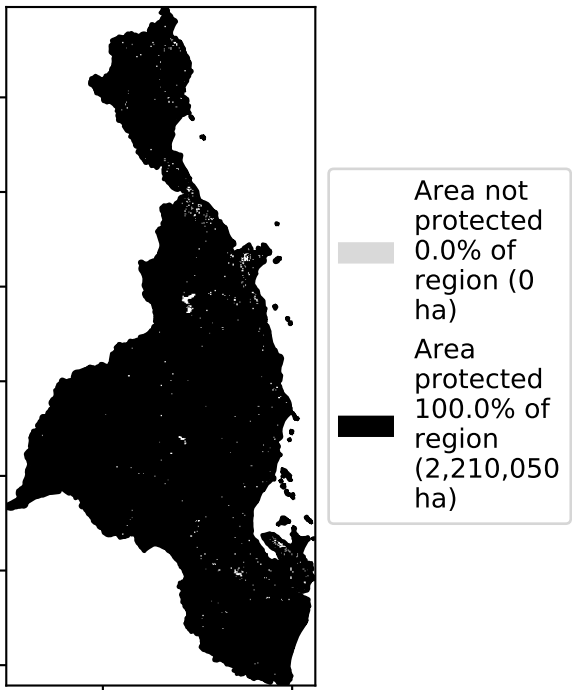 Area not
protected
0.0% of
region (0
ha)
Area
protected
100.0% of
region
(2,210,050
ha)